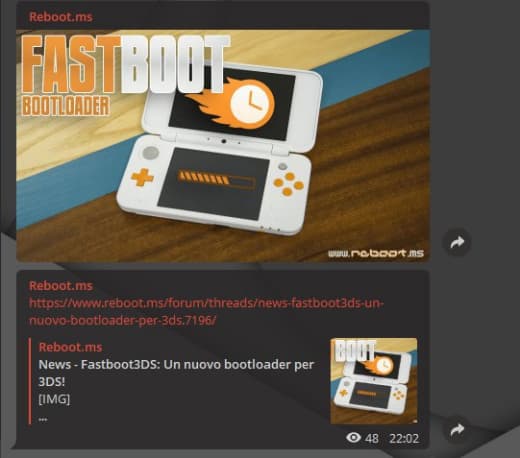 Reboot.ms
FASTBOOT
BOOTLOADER
www.reboot.ms
Reboot.ms
https://www.reboot.ms/forum/threads/news-fastboot3ds-un-
nuovo-bootloader-per-3ds.7196/
Reboot.ms
News - Fastboot3DS: Un nuovo bootloader per
3DS!
[IMG]
...
BOOT
48 22:02